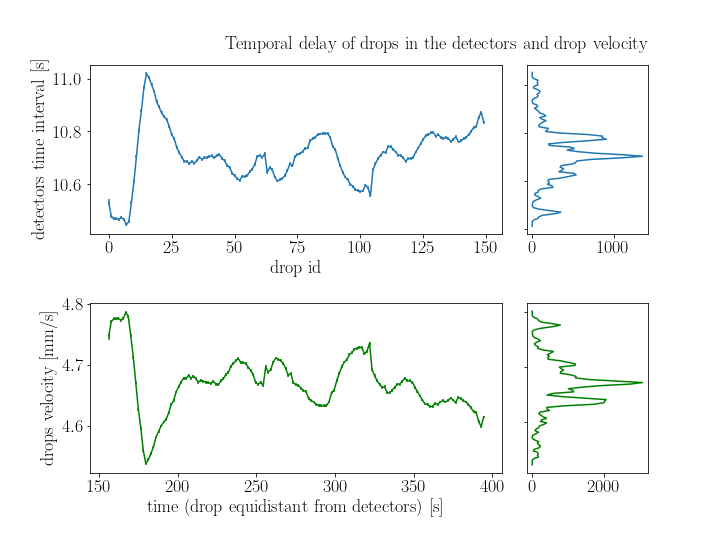 Temporal delay of drops in the detectors and drop velocity
detectors time interval [s]
11.0
10.8
10.6
0 25 50 75 100 125 150
drop id
0 1000
drops velocity [mm/s]
4.8
4.7
4.6
150 200 250 300 350 400
time (drop equidistant from detectors) [s]
0 2000